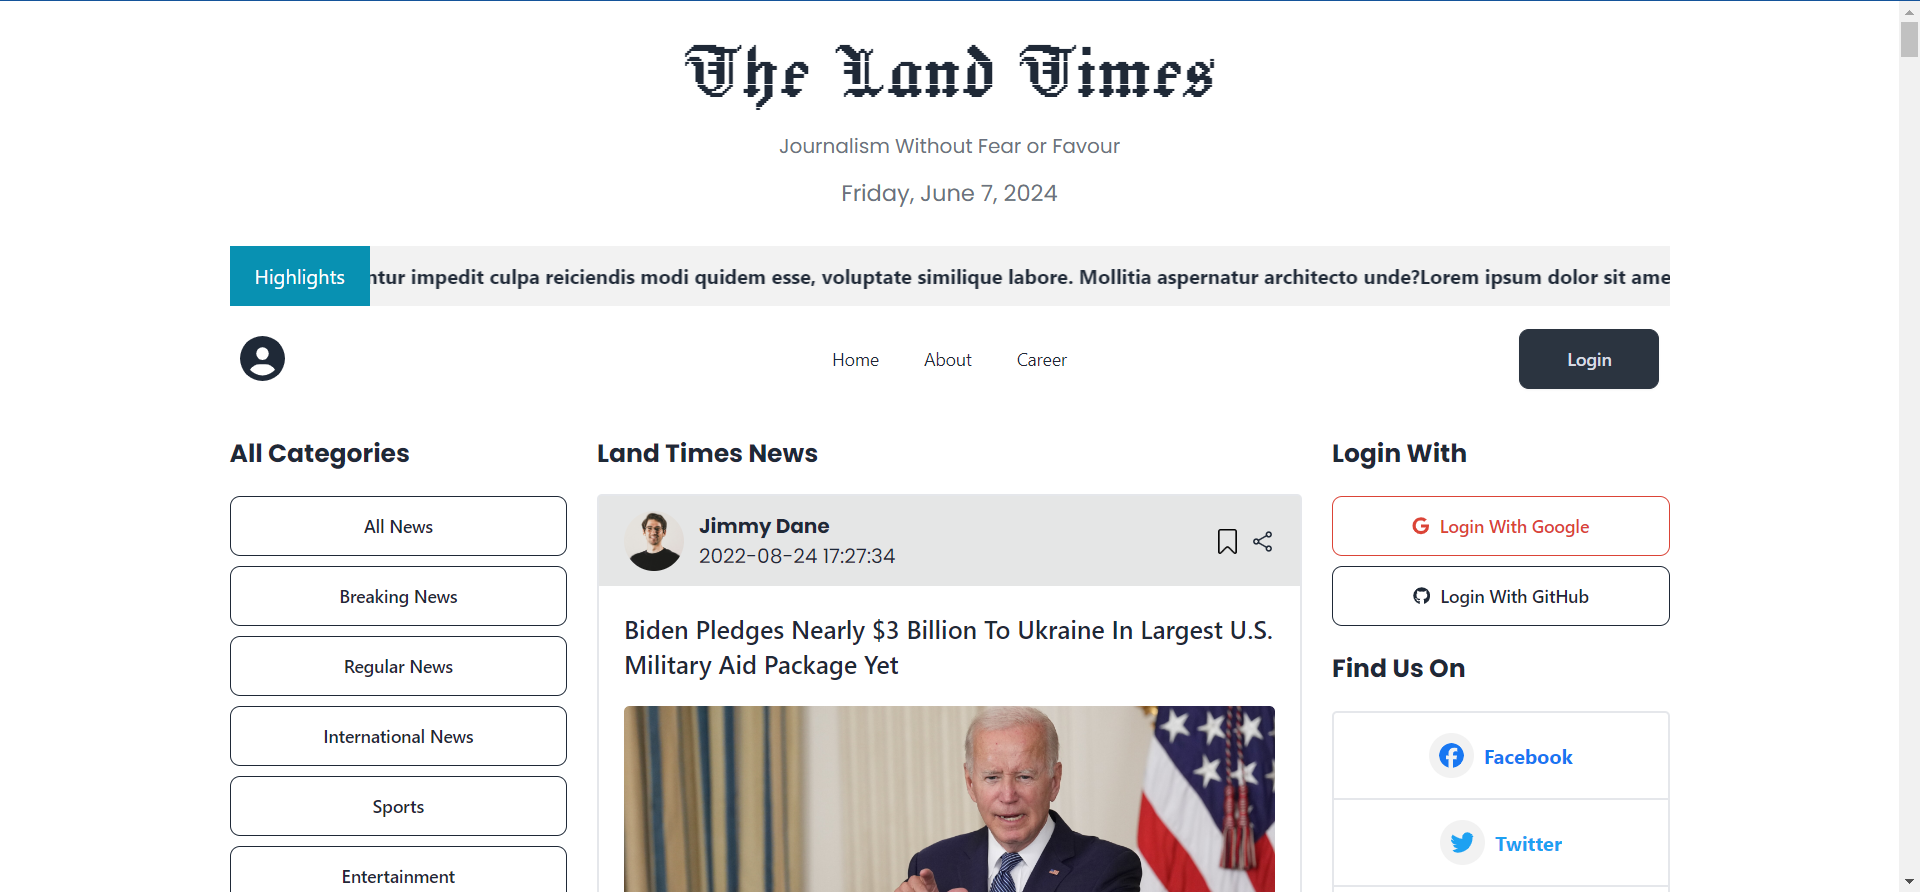 The Land Times
Journalism Without Fear or Favour
Friday, June 7, 2024
Highlights
impedit culpa reiciendis modi quidem esse, voluptate similique labore. Mollitia aspernatur architecto unde?Lorem ipsum dolor sit ame
Home
About
Career
Login
All Categories
All News
Breaking News
Regular News
International News
Sports
Entertainment
Land Times News
Jimmy Dane
2022-08-24 17:27:34
Biden Pledges Nearly $3 Billion To Ukraine In Largest U.S.
Military Aid Package Yet
Login With
Login With Google
Login With GitHub
Find Us On
Facebook
Twitter